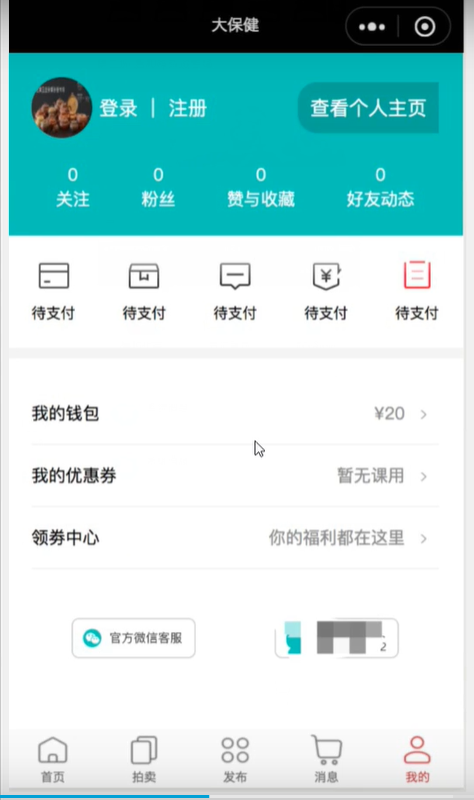 大保健
登录 | 注册
查看个人主页
0 0 0 0
关注 粉丝 赞与收藏 好友动态
待支付 待支付 待支付 待支付 待支付
我的钱包 ¥20 >
我的优惠券 暂无课用 >
领券中心 你的福利都在这里 >
官方微信客服
2
首页 拍卖 发布 消息 我的